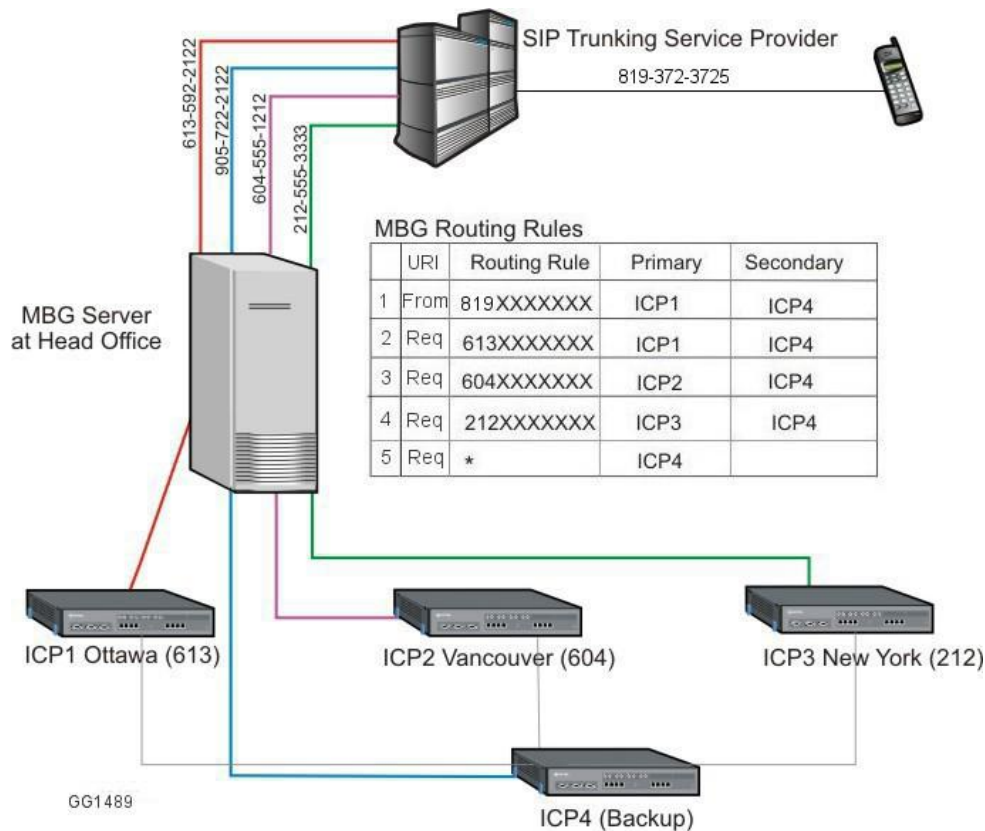 SIP Trunking Service Provider
819-372-3725
613-592-2122
905-722-2122
604-555-1212
212-555-3333
MBG Server
at Head Office
MBG Routing Rules
URI Routing Rule Primary Secondary
1 From 819XXXXXXX ICP1 ICP4
2 Req 613XXXXXXX ICP1 ICP4
3 Req 604XXXXXXX ICP2 ICP4
4 Req 212XXXXXXX ICP3 ICP4
5 Req * ICP4
ICP1 Ottawa (613)
ICP2 Vancouver (604)
ICP3 New York (212)
ICP4 (Backup)
GG1489